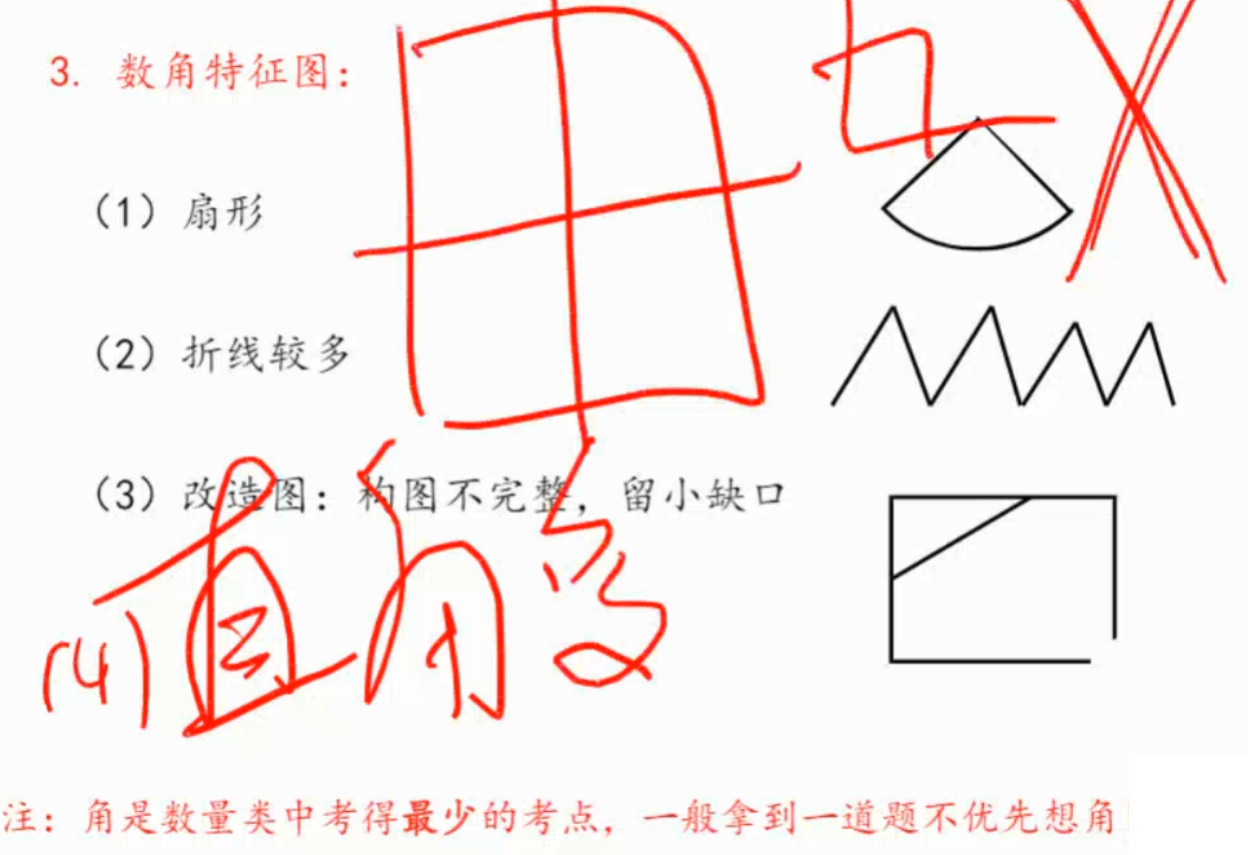 3. 数角特征图：
（1）扇形
（2）折线较多
（3）改造图：构图不完整，留小缺口
(4) 直角多
注：角是数量类中考得最少的考点，一般拿到一道题不优先想角